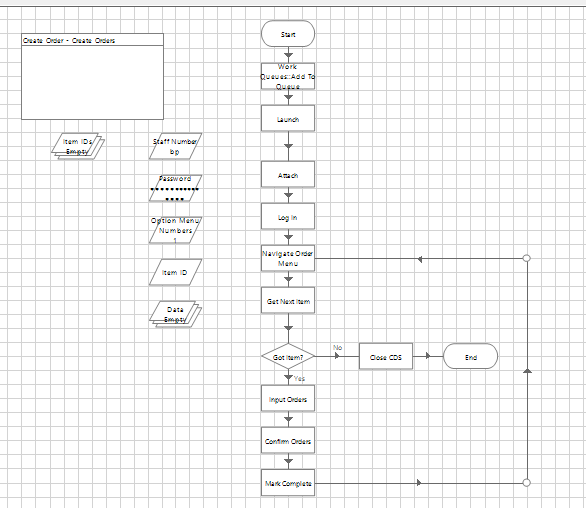 Start
Create Order - Create Orders
Work
Queues::Add To
Queue
Launch
Item IDs
Empty
Staff Number
bp
Attach
Password
••••••••••••
••••
Log In
Option Menu
Numbers
1
Navigate Order
Menu
Item ID
Get Next Item
Data
Empty
Got Item?
No
Close CDS
End
Yes
Input Orders
Confirm Orders
Mark Complete